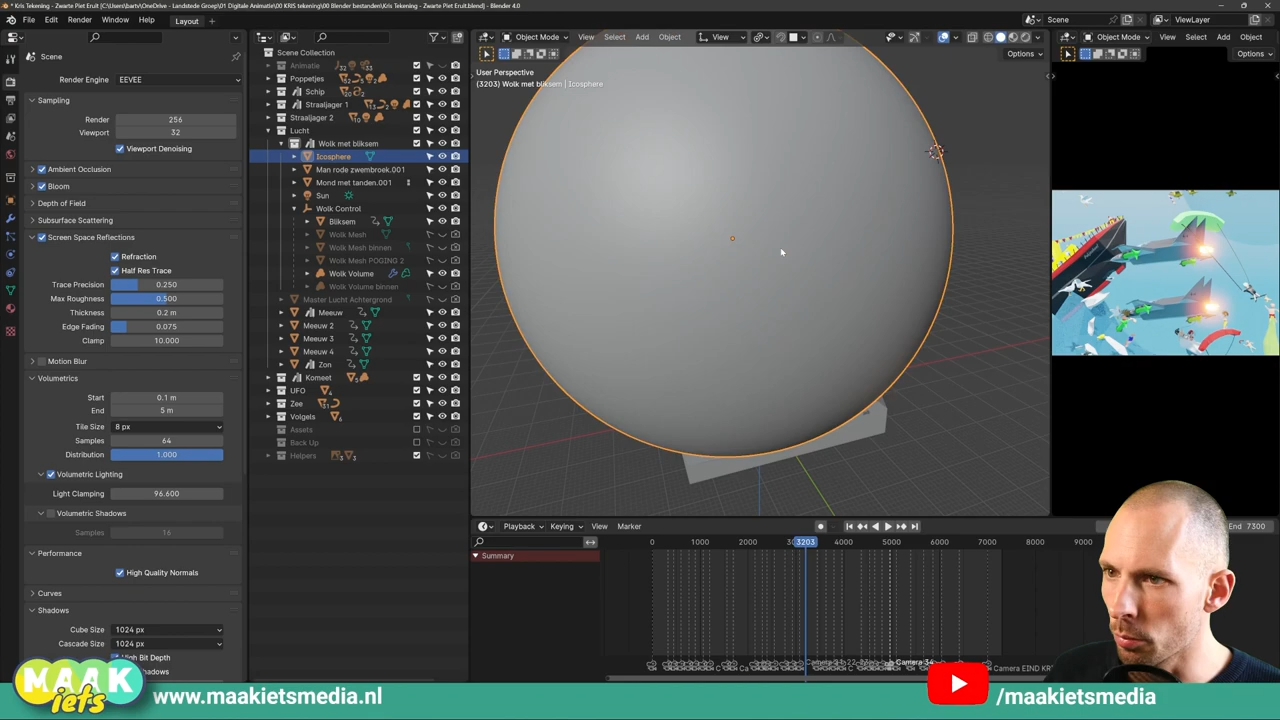 * Kris Tekening - Zwarte Piet Eruit [C:\Users\barts\OneDrive - Landstede Groep\01 Digitale Animatie\00 KRIS tekening\00 Blender bestanden\Kris Tekening - Zwarte Piet Eruit.blend] - Blender 4.0
File Edit Render Window Help Layout
Scene ViewLayer
Object Mode View Select Add Object View
Object Mode View Select Add
Options
Options
Scene
Render Engine EEVEE
Sampling
Render 256
Viewport 32
Viewport Denoising
Ambient Occlusion
Bloom
Depth of Field
Subsurface Scattering
Screen Space Reflections
Refraction
Half Res Trace
Trace Precision 0.250
Max Roughness 0.500
Thickness 0.2 m
Edge Fading 0.075
Clamp 10.000
Motion Blur
Volumetrics
Start 0.1 m
End 5 m
Tile Size 8 px
Samples 64
Distribution 1.000
Volumetric Lighting
Light Clamping 96.600
Volumetric Shadows
Samples 16
Performance
High Quality Normals
Curves
Shadows
Cube Size 1024 px
Cascade Size 1024 px
High Bit Depth
Shadows
Scene Collection
Animatie 32 33
Poppetjes
Schip
Straaljager 1
Straaljager 2
Lucht
Wolk met bliksem
Icosphere
Man rode zwembroek.001
Mond met tanden.001
Sun
Wolk Control
Bliksem
Wolk Mesh
Wolk Mesh binnen
Wolk Mesh POGING 2
Wolk Volume
Wolk Volume binnen
Master Lucht Achtergrond
Meeuw
Meeuw 2
Meeuw 3
Meeuw 4
Zon
Komeet
UFO
Zee
Volgels
Assets
Back Up
Helpers
User Perspective
(3203) Wolk met bliksem | Icosphere
Playback Keying View Marker
End 7300
0 1000 2000 3203 4000 5000 6000 7000 8000 9000
Summary
Camera 34
Camera EIND KR
MAAK
iets
www.maakietsmedia.nl
/maakietsmedia